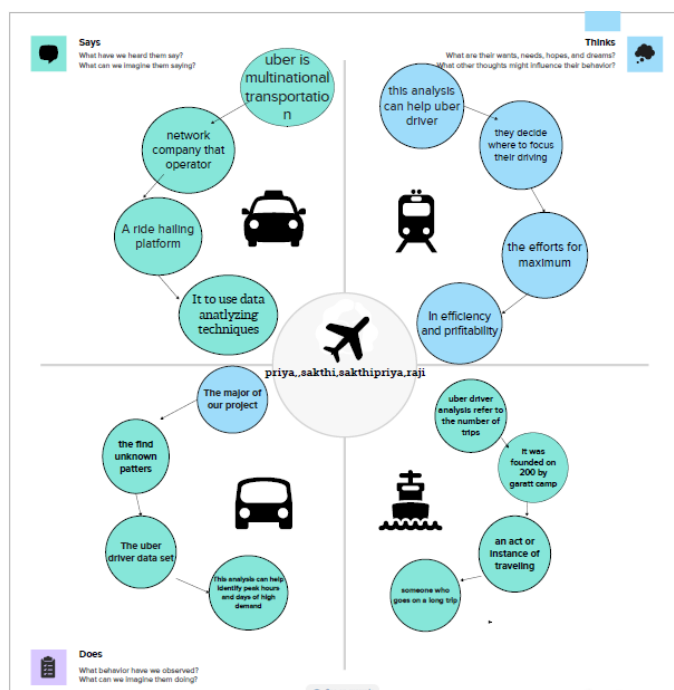 Says
What have we heard them say?
What can we imagine them saying?
uber is
multinational
transportatio
n
network
company that
operator
A ride hailing
platform
It to use data
anatlyzing
techniques
Thinks
What are their wants, needs, hopes, and dreams?
What other thoughts might influence their behavior?
this analysis
can help uber
driver
they decide
where to focus
their driving
the efforts for
maximum
In efficiency
and prifitability
priya,,sakthi,sakthipriya,raji
The major of
our project
the find
unknown
patters
The uber
driver data set
This analysis can help
identify peak hours
and days of high
demand
uber driver
analysis refer to
the number of
trips
It was
founded on
200 by
garatt camp
an act or
instance of
traveling
someone who
goes on a long trip
Does
What behavior have we observed?
What can we imagine them doing?